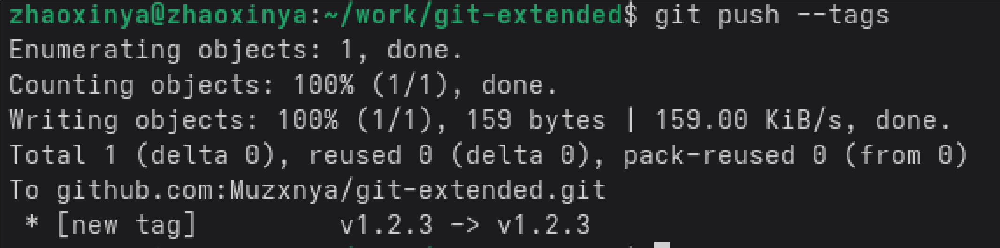 zhaoxinya@zhaoxinya:~/work/git-extended$ git push --tags
Enumerating objects: 1, done.
Counting objects: 100% (1/1), done.
Writing objects: 100% (1/1), 159 bytes | 159.00 KiB/s, done.
Total 1 (delta 0), reused 0 (delta 0), pack-reused 0 (from 0)
To github.com:Muzxnya/git-extended.git
 * [new tag]         v1.2.3 -> v1.2.3